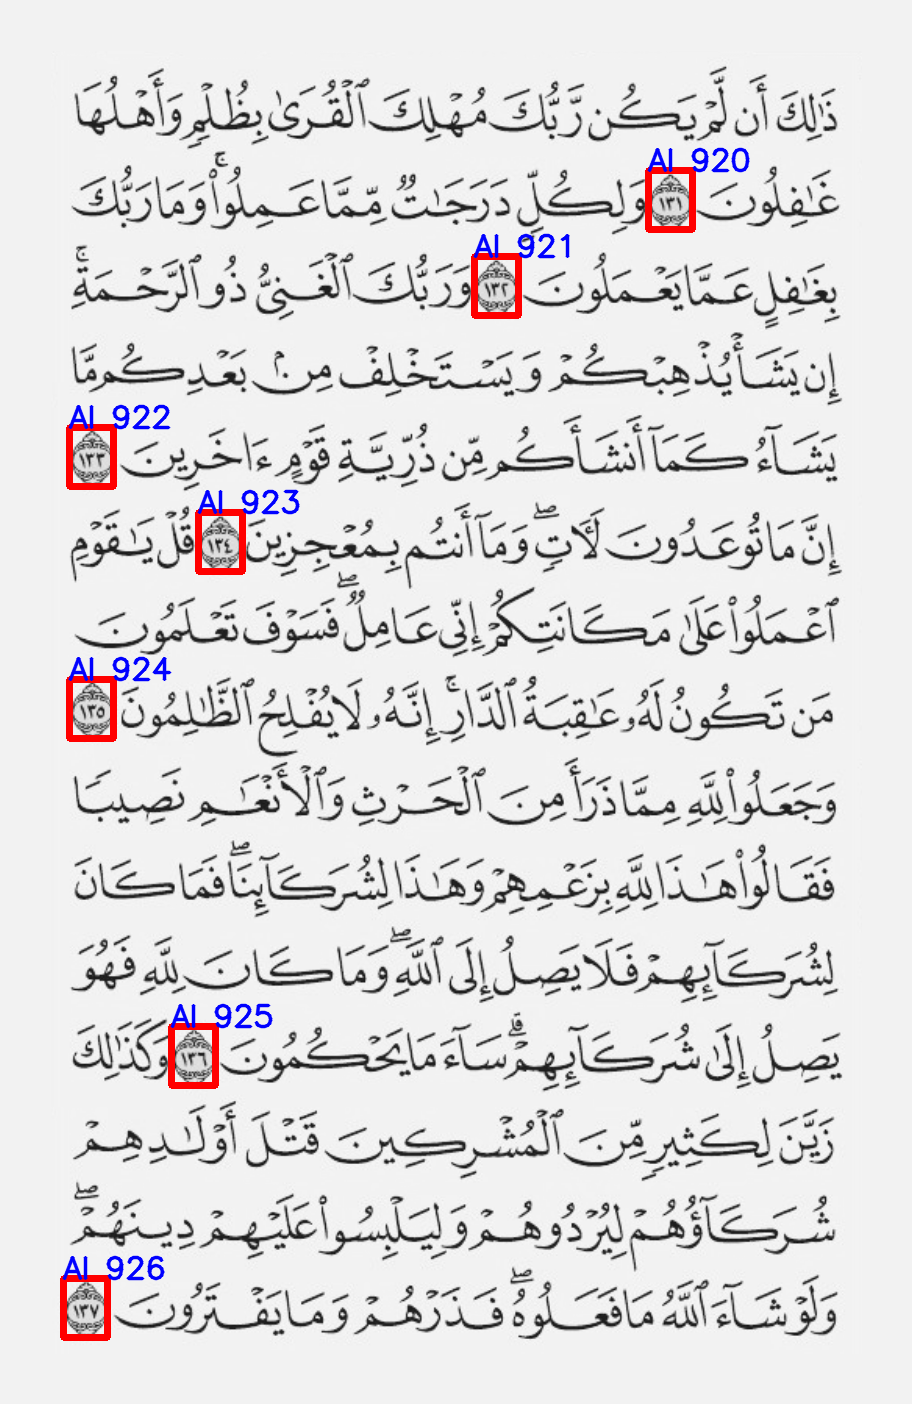 ذَٰلِكَ أَن لَّمْ يَكُن رَّبُّكَ مُهْلِكَ ٱلْقُرَىٰ بِظُلْمٍ وَأَهْلُهَا
AI 920
غَٰفِلُونَ ١٣١ وَلِكُلٍّ دَرَجَٰتٌ مِّمَّا عَمِلُوا۟ ۚ وَمَا رَبُّكَ
AI 921
بِغَٰفِلٍ عَمَّا يَعْمَلُونَ ١٣٢ وَرَبُّكَ ٱلْغَنِىُّ ذُو ٱلرَّحْمَةِ ۚ
إِن يَشَأْ يُذْهِبْكُمْ وَيَسْتَخْلِفْ مِنۢ بَعْدِكُم مَّا
AI 922
يَشَآءُ كَمَآ أَنشَأَكُم مِّن ذُرِّيَّةِ قَوْمٍ ءَاخَرِينَ ١٣٣
AI 923
إِنَّ مَا تُوعَدُونَ لَءَاتٍ ۖ وَمَآ أَنتُم بِمُعْجِزِينَ ١٣٤ قُلْ يَٰقَوْمِ
ٱعْمَلُوا۟ عَلَىٰ مَكَانَتِكُمْ إِنِّى عَامِلٌ ۖ فَسَوْفَ تَعْلَمُونَ
AI 924
مَن تَكُونُ لَهُۥ عَٰقِبَةُ ٱلدَّارِ ۚ إِنَّهُۥ لَا يُفْلِحُ ٱلظَّٰلِمُونَ ١٣٥
وَجَعَلُوا۟ لِلَّهِ مِمَّا ذَرَأَ مِنَ ٱلْحَرْثِ وَٱلْأَنْعَٰمِ نَصِيبًا
فَقَالُوا۟ هَٰذَا لِلَّهِ بِزَعْمِهِمْ وَهَٰذَا لِشُرَكَآئِنَا ۖ فَمَا كَانَ
لِشُرَكَآئِهِمْ فَلَا يَصِلُ إِلَى ٱللَّهِ ۖ وَمَا كَانَ لِلَّهِ فَهُوَ
AI 925
يَصِلُ إِلَىٰ شُرَكَآئِهِمْ ۗ سَآءَ مَا يَحْكُمُونَ ١٣٦ وَكَذَٰلِكَ
زَيَّنَ لِكَثِيرٍ مِّنَ ٱلْمُشْرِكِينَ قَتْلَ أَوْلَٰدِهِمْ
شُرَكَآؤُهُمْ لِيُرْدُوهُمْ وَلِيَلْبِسُوا۟ عَلَيْهِمْ دِينَهُمْ ۖ
AI 926
وَلَوْ شَآءَ ٱللَّهُ مَا فَعَلُوهُ ۖ فَذَرْهُمْ وَمَا يَفْتَرُونَ ١٣٧